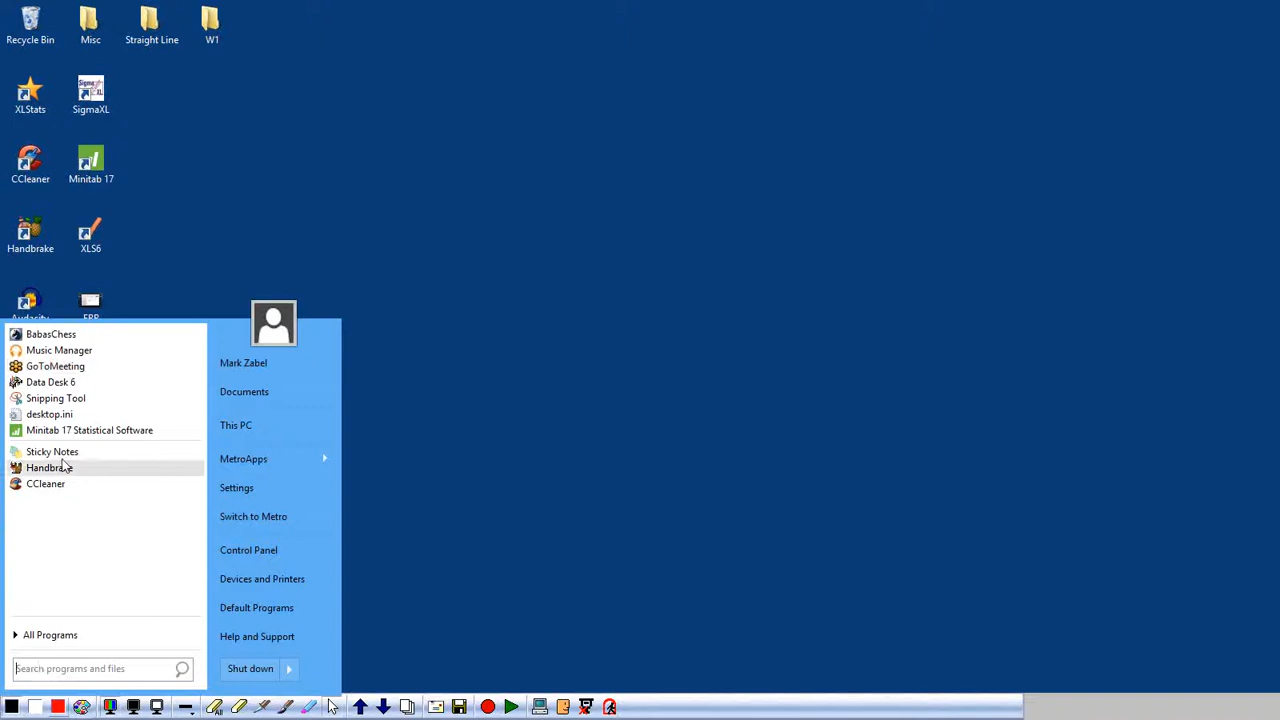 Recycle Bin
Misc
Straight Line
W1
XLStats
SigmaXL
CCleaner
Minitab 17
Handbrake
XLS6
Audacity
BabasChess
Music Manager
GoToMeeting
Data Desk 6
Snipping Tool
desktop.ini
Minitab 17 Statistical Software
Sticky Notes
Handbrake
CCleaner
All Programs
Search programs and files
Mark Zabel
Documents
This PC
MetroApps
Settings
Switch to Metro
Control Panel
Devices and Printers
Default Programs
Help and Support
Shut down